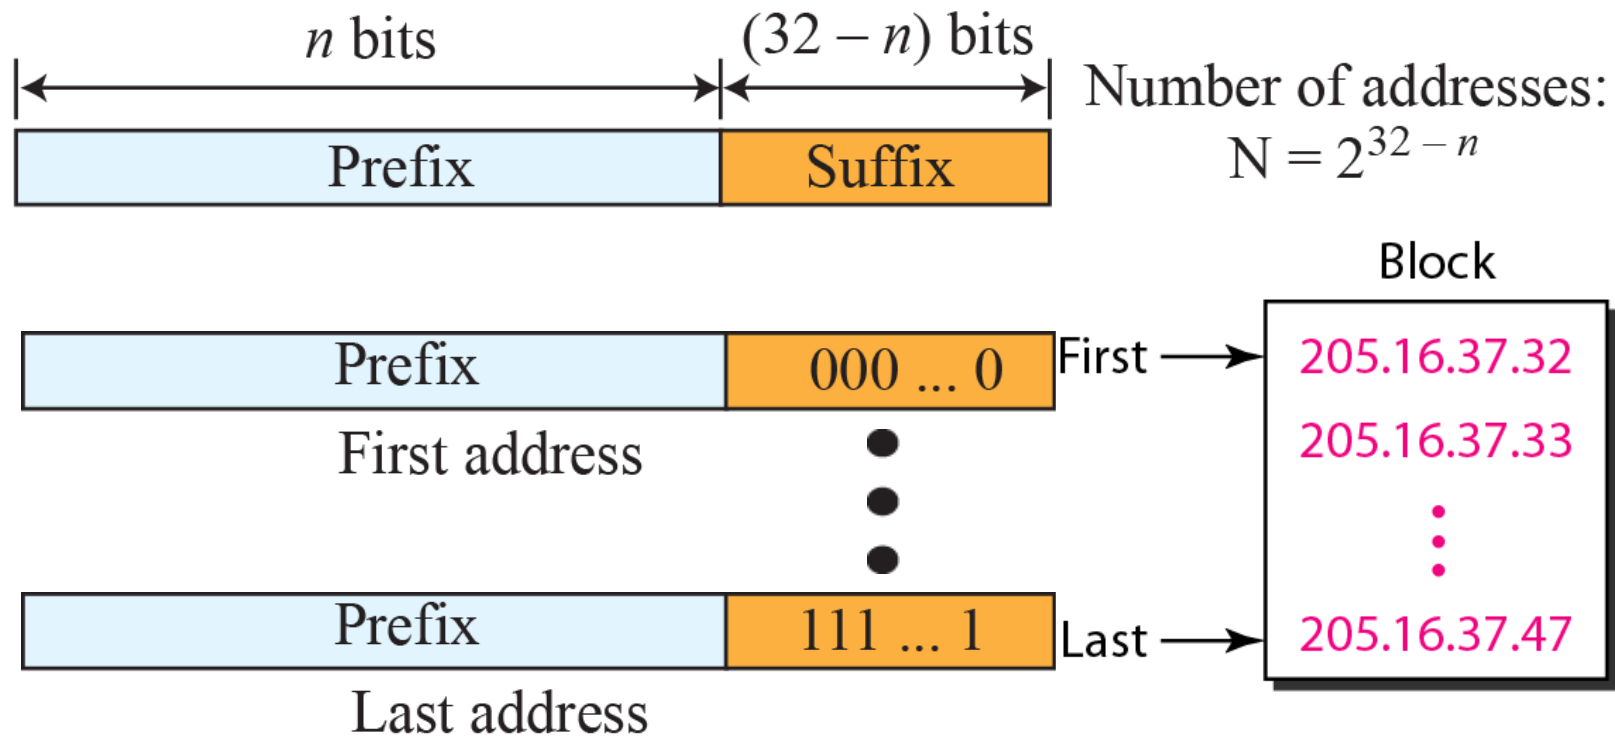 n bits
(32 – n) bits
Number of addresses:
N = 2^{32 – n}
Prefix
Suffix
Block
Prefix
000 ... 0
First
205.16.37.32
First address
205.16.37.33
Prefix
111 ... 1
Last
205.16.37.47
Last address